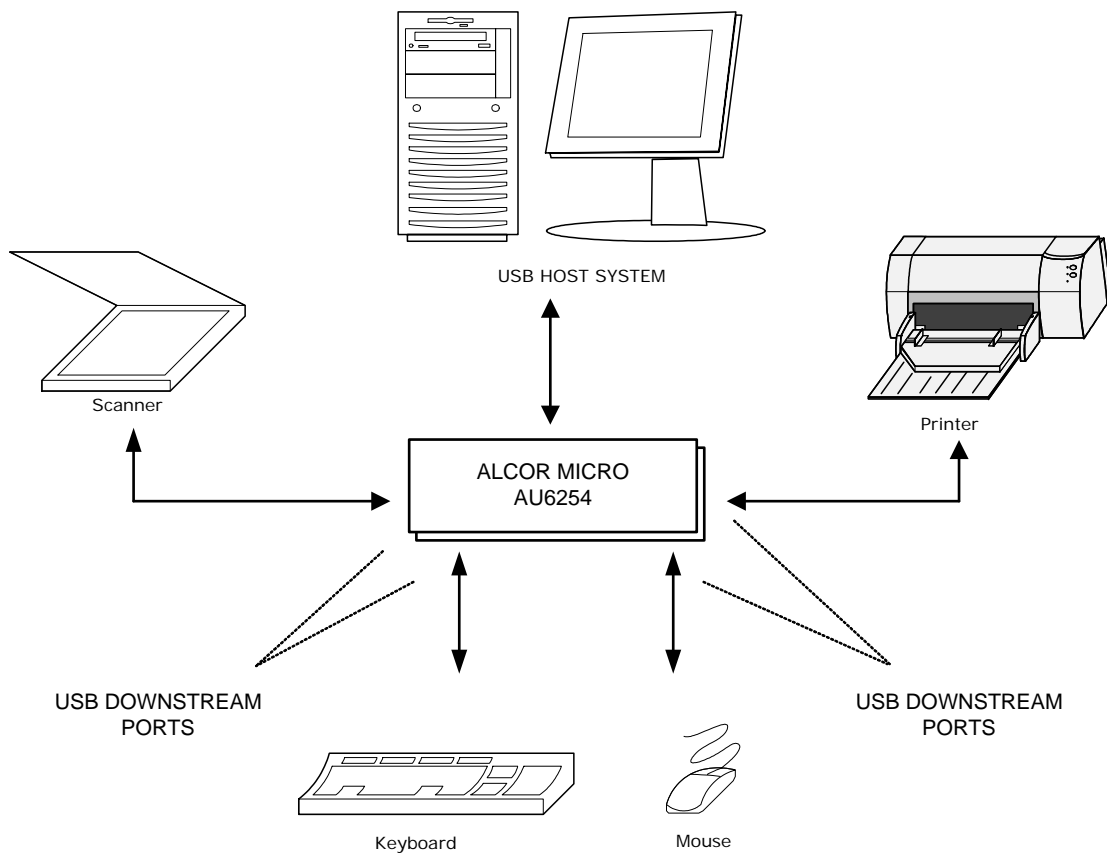 USB HOST SYSTEM
Scanner
Printer
ALCOR MICRO
AU6254
USB DOWNSTREAM
PORTS
USB DOWNSTREAM
PORTS
Keyboard
Mouse